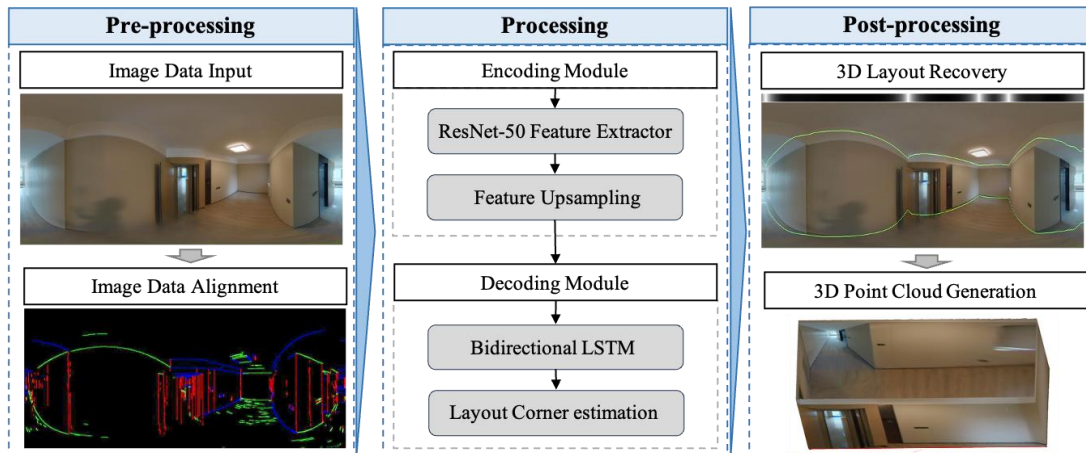 Pre-processing
Image Data Input
Image Data Alignment
Processing
Encoding Module
ResNet-50 Feature Extractor
Feature Upsampling
Decoding Module
Bidirectional LSTM
Layout Corner estimation
Post-processing
3D Layout Recovery
3D Point Cloud Generation